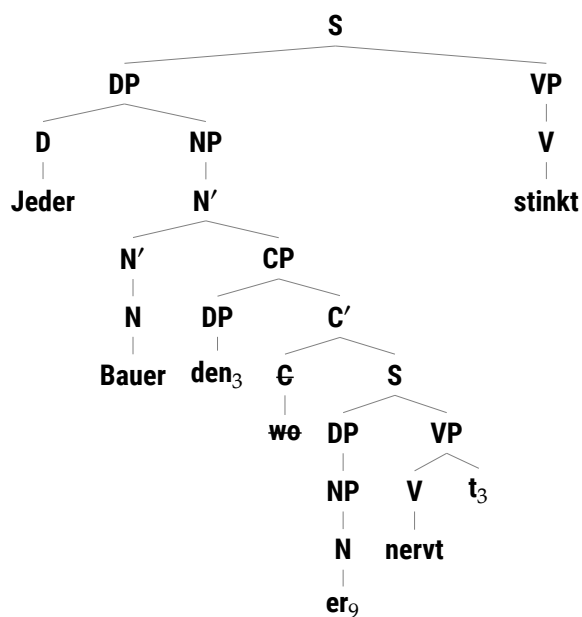 S
DP VP
D NP V
Jeder N′ stinkt
N′ CP
N DP C′
Bauer den₃ C S
wo DP VP
NP V t₃
N nervt
er₉